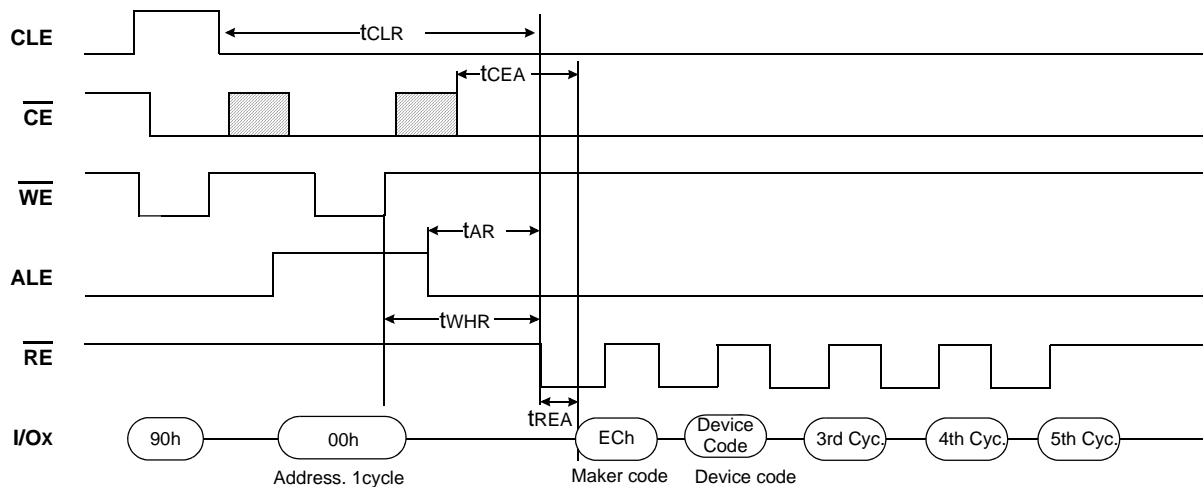 CLE
tCLR
tCEA
CE
WE
tAR
ALE
tWHR
RE
tREA
I/Ox
90h
00h
ECh
Device
Code
3rd Cyc.
4th Cyc.
5th Cyc.
Address. 1cycle
Maker code
Device code